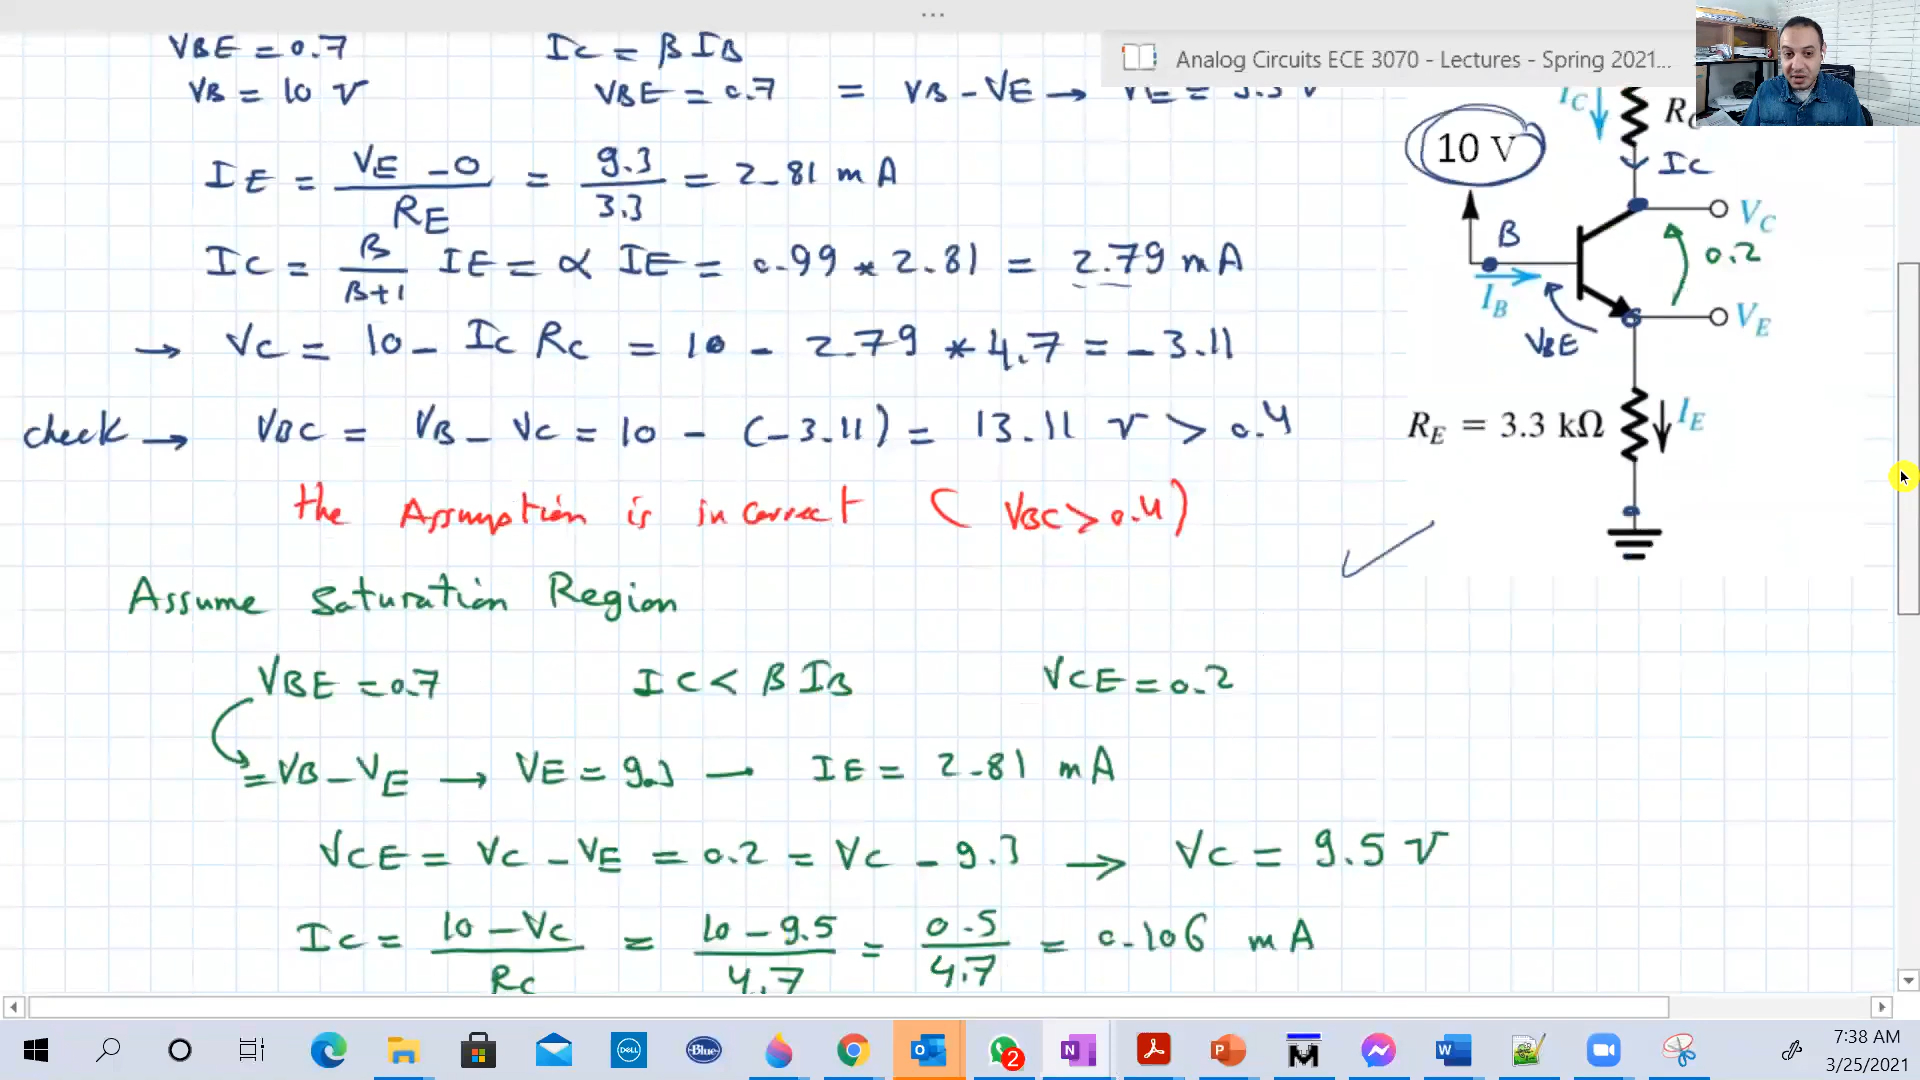 ...
VBE = 0.7
IC = β IB
VB = 10 V
VBE = 0.7 = VB - VE →
Analog Circuits ECE 3070 - Lectures - Spring 2021...
IE = VE - 0 / RE = 9.3 / 3.3 = 2.81 mA
IC = β / β+1 IE = α IE = 0.99 * 2.81 = 2.79 mA
→ VC = 10 - IC RC = 10 - 2.79 * 4.7 = -3.11
check → VBC = VB - VC = 10 - (-3.11) = 13.11 V > 0.4
the Assumption is incorrect ( VBC > 0.4)
Assume Saturation Region
VBE = 0.7 IC < β IB VCE = 0.2
= VB - VE → VE = 9.3 — IE = 2.81 mA
VCE = VC - VE = 0.2 = VC - 9.3 → VC = 9.5 V
IC = 10 - VC / RC = 10 - 9.5 / 4.7 = 0.5 / 4.7 = 0.106 mA
IC
10 V
IC
VC
B
0.2
IB
VE
VBE
RE = 3.3 kΩ
IE
DELL
Blue
2
7:38 AM
3/25/2021